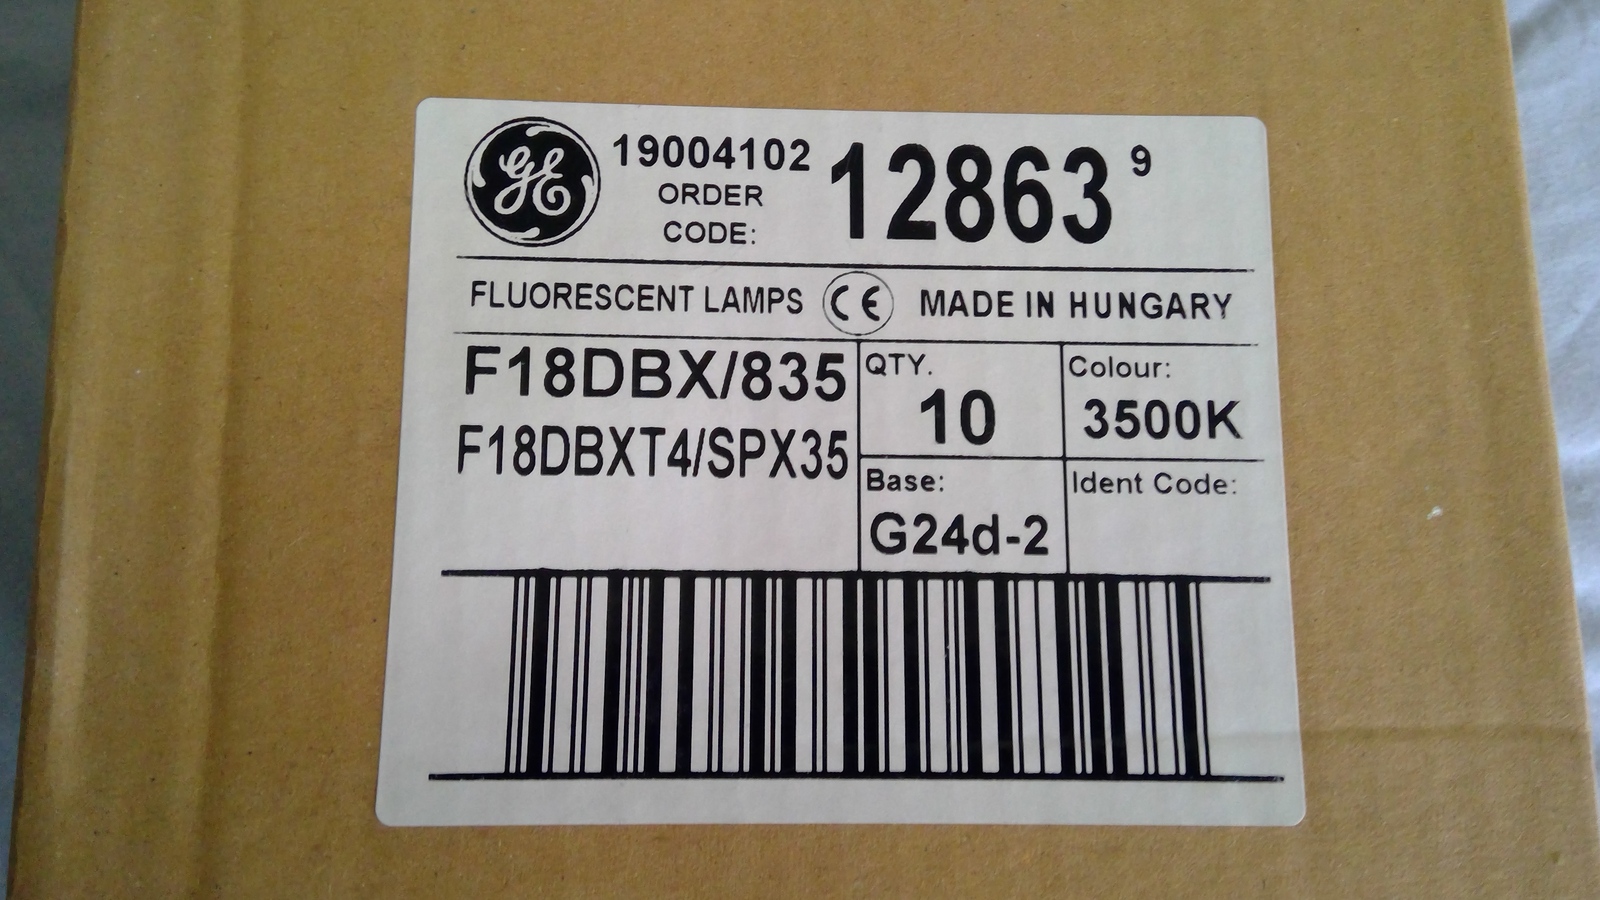 GE
19004102
ORDER
CODE:
12863 9
FLUORESCENT LAMPS CE MADE IN HUNGARY
F18DBX/835
F18DBXT4/SPX35
QTY.
10
Colour:
3500K
Base:
G24d-2
Ident Code: